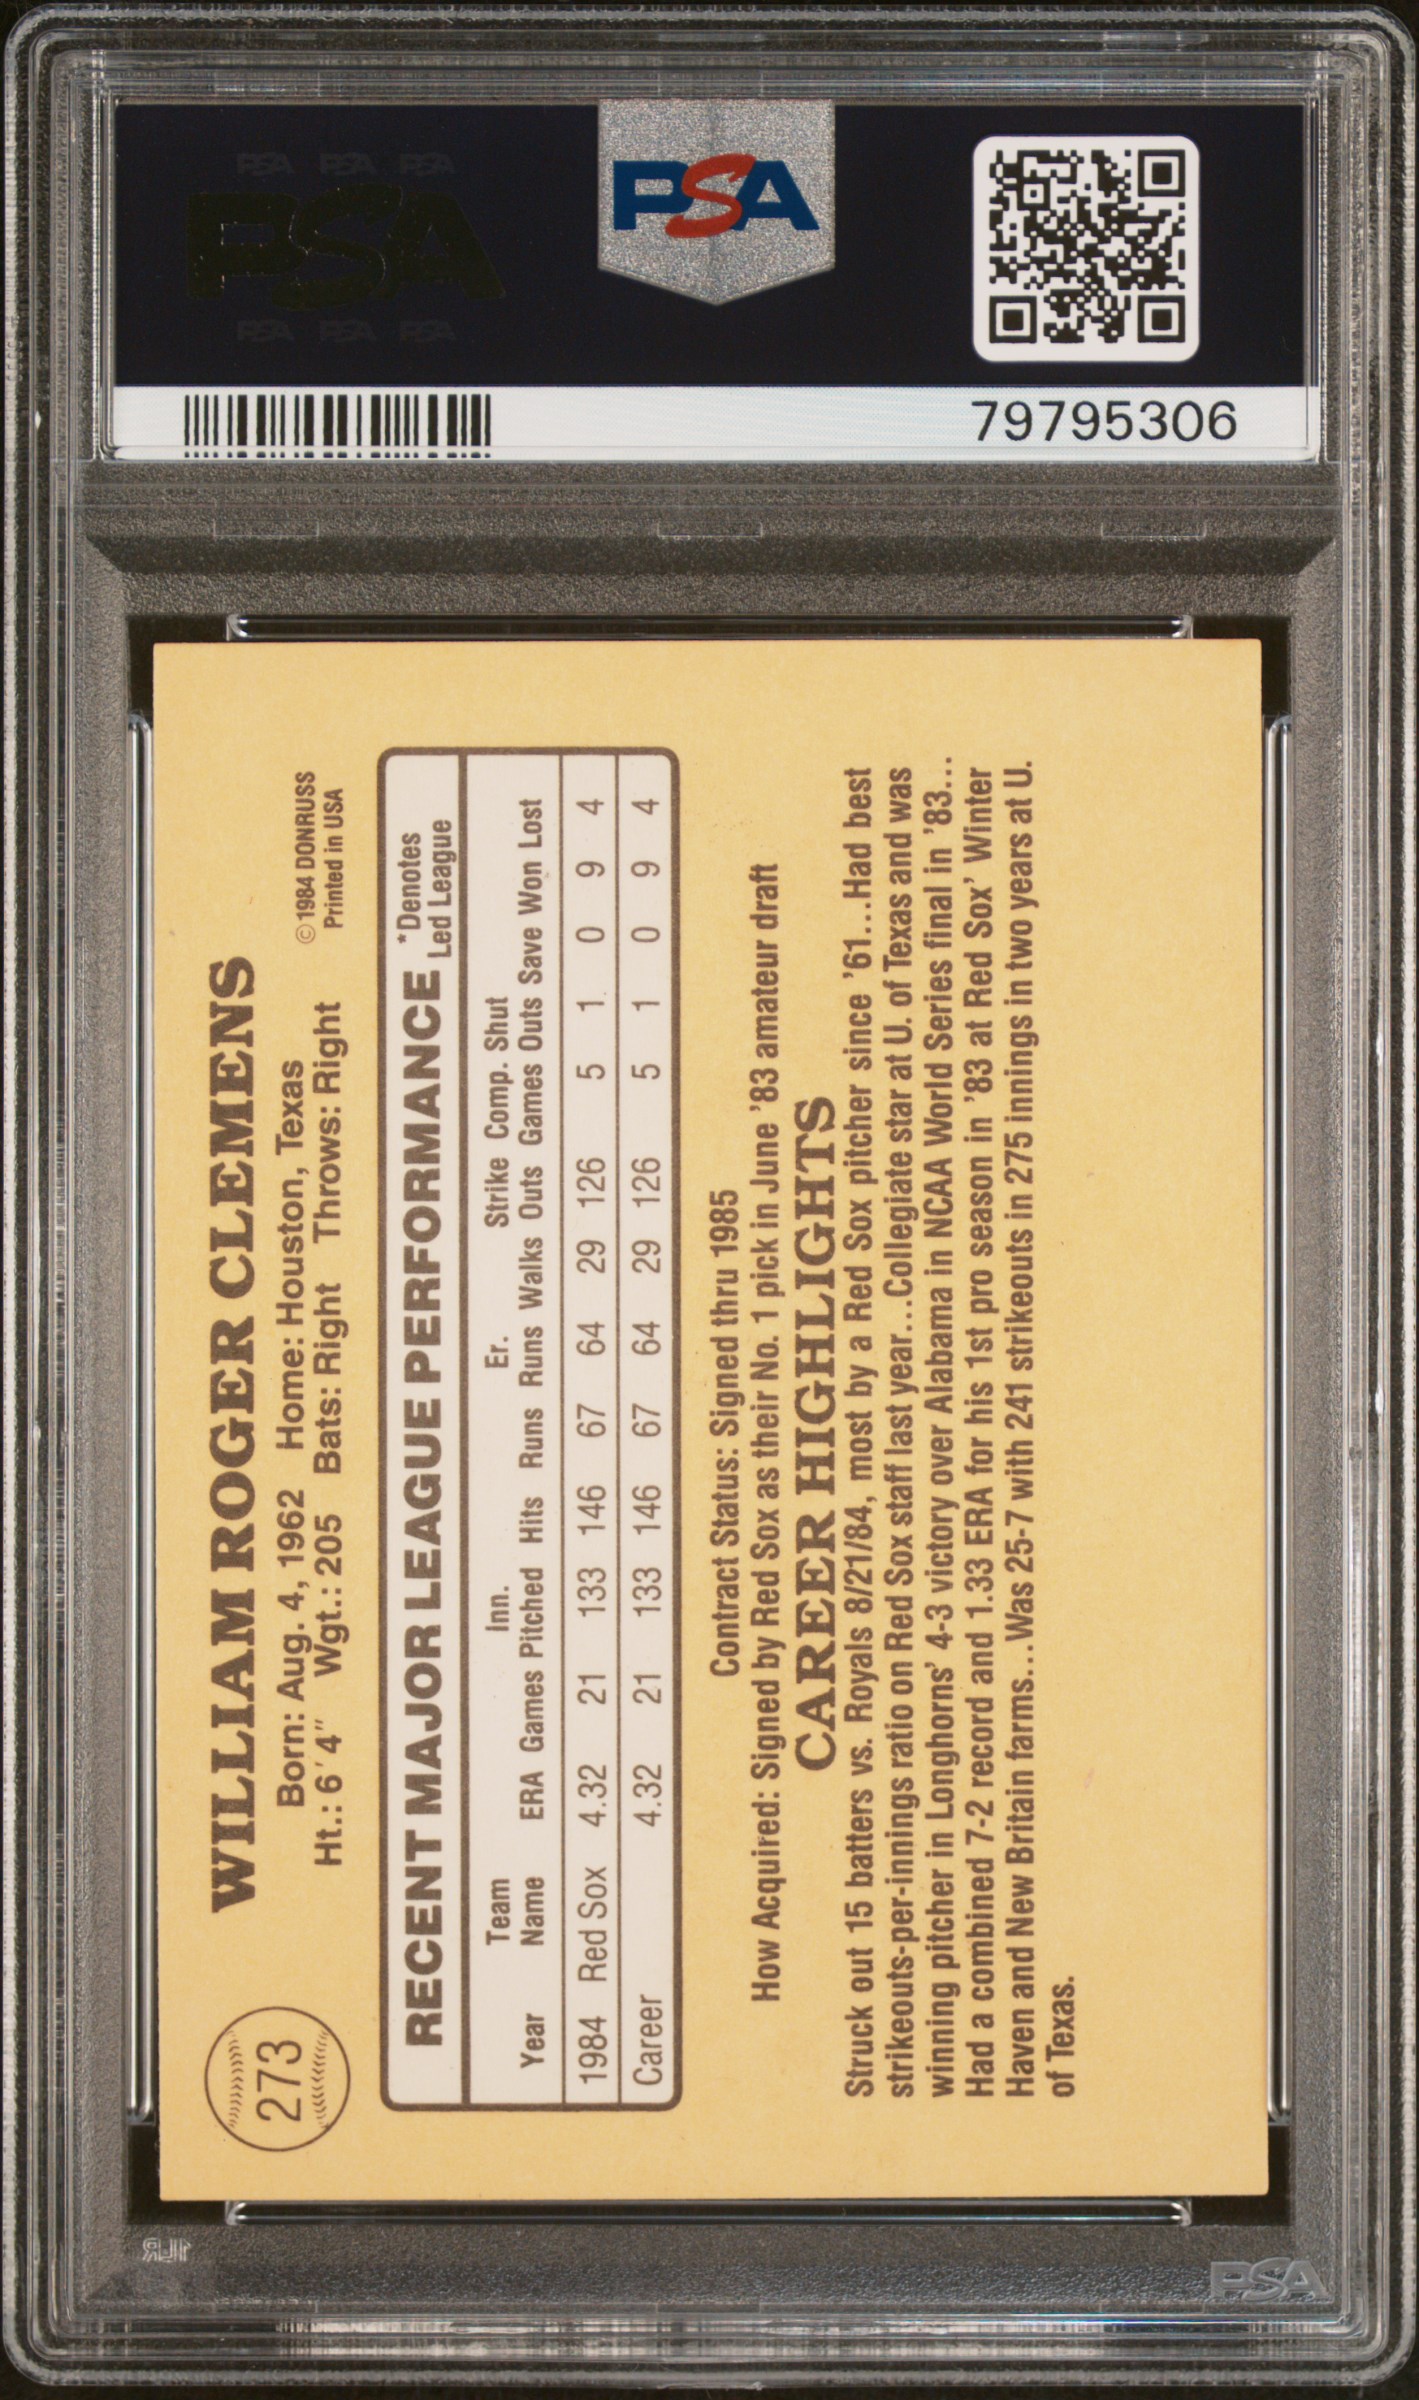 PSA PSA PSA
PSA
PSA PSA PSA
PSA
79795306
273
WILLIAM ROGER CLEMENS
Born: Aug. 4, 1962 Home: Houston, Texas
Ht.: 6'4" Wgt.: 205 Bats: Right Throws: Right
© 1984 DONRUSS
Printed in USA
RECENT MAJOR LEAGUE PERFORMANCE
*Denotes
Led League
Team Inn. Er. Strike Comp. Shut
Year Name ERA Games Pitched Hits Runs Runs Walks Outs Games Outs Save Won Lost
1984 Red Sox 4.32 21 133 146 67 64 29 126 5 1 0 9 4
Career 4.32 21 133 146 67 64 29 126 5 1 0 9 4
Contract Status: Signed thru 1985
How Acquired: Signed by Red Sox as their No. 1 pick in June '83 amateur draft
CAREER HIGHLIGHTS
Struck out 15 batters vs. Royals 8/21/84, most by a Red Sox pitcher since '61...Had best
strikeouts-per-innings ratio on Red Sox staff last year...Collegiate star at U. of Texas and was
winning pitcher in Longhorns' 4-3 victory over Alabama in NCAA World Series final in '83...
Had a combined 7-2 record and 1.33 ERA for his 1st pro season in '83 at Red Sox' Winter
Haven and New Britain farms...Was 25-7 with 241 strikeouts in 275 innings in two years at U.
of Texas.
PSA